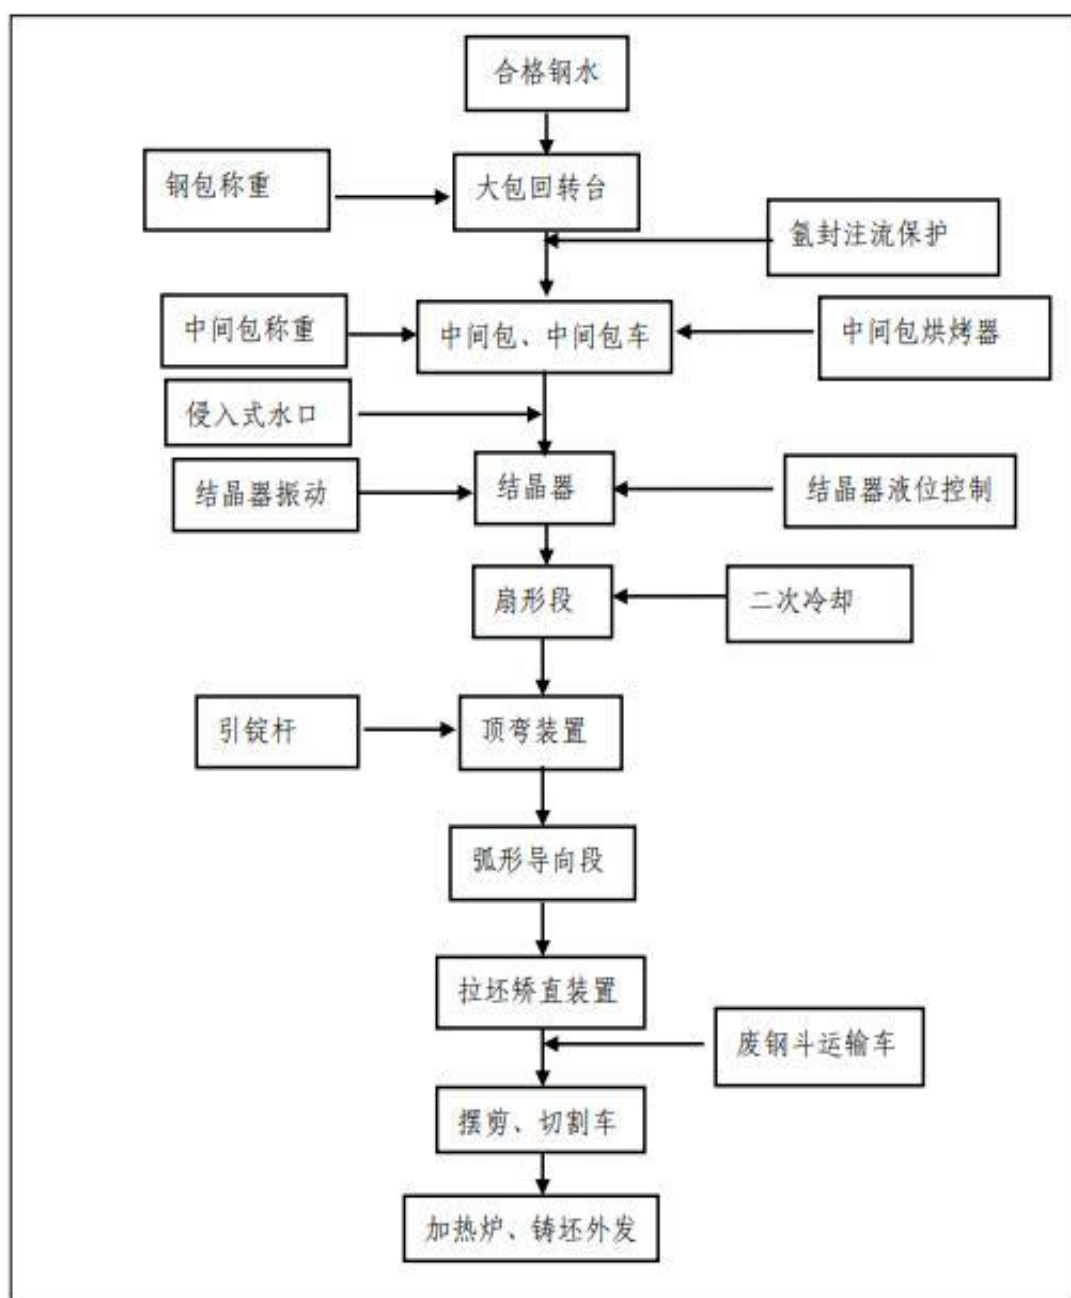 合格钢水
钢包称重
大包回转台
氩封注流保护
中间包称重
中间包、中间包车
中间包烘烤器
侵入式水口
结晶器振动
结晶器
结晶器液位控制
扇形段
二次冷却
引锭杆
顶弯装置
弧形导向段
拉坯矫直装置
废钢斗运输车
摆剪、切割车
加热炉、铸坯外发